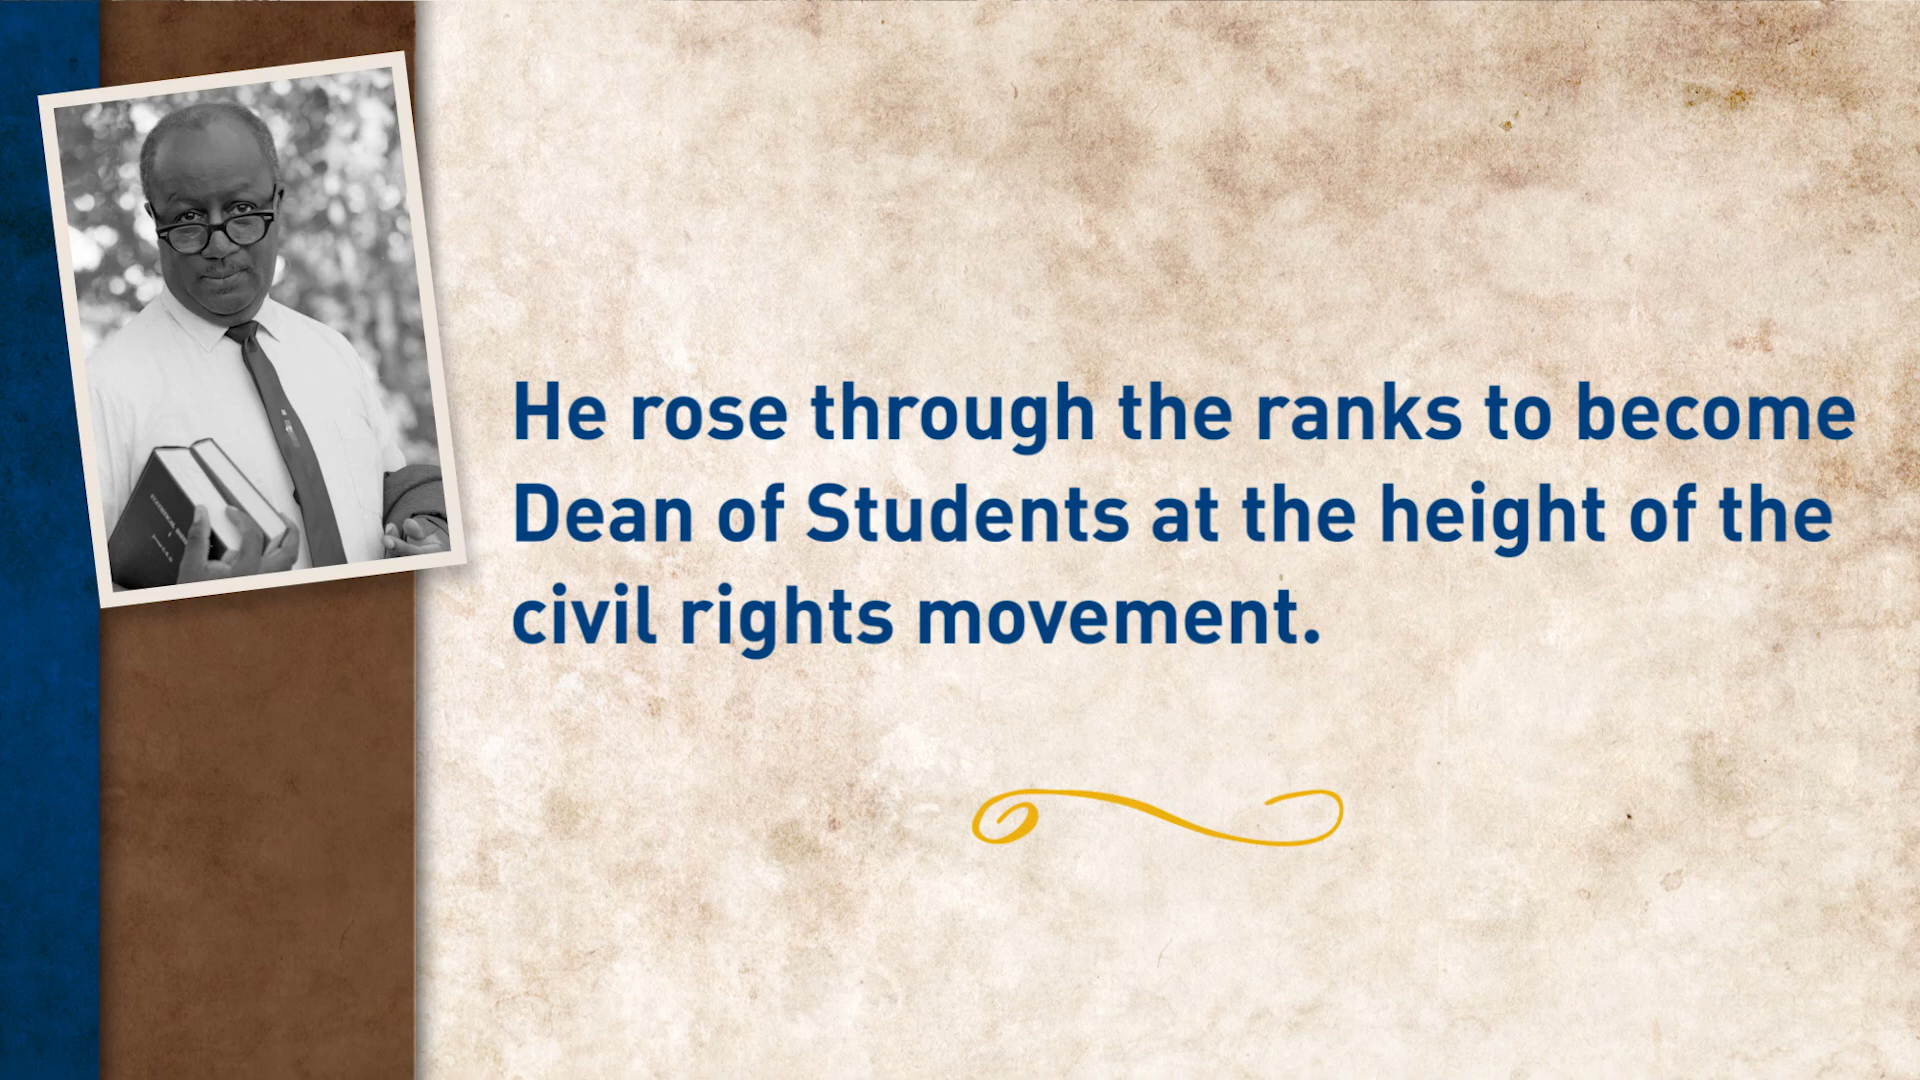 He rose through the ranks to become
Dean of Students at the height of the
civil rights movement.